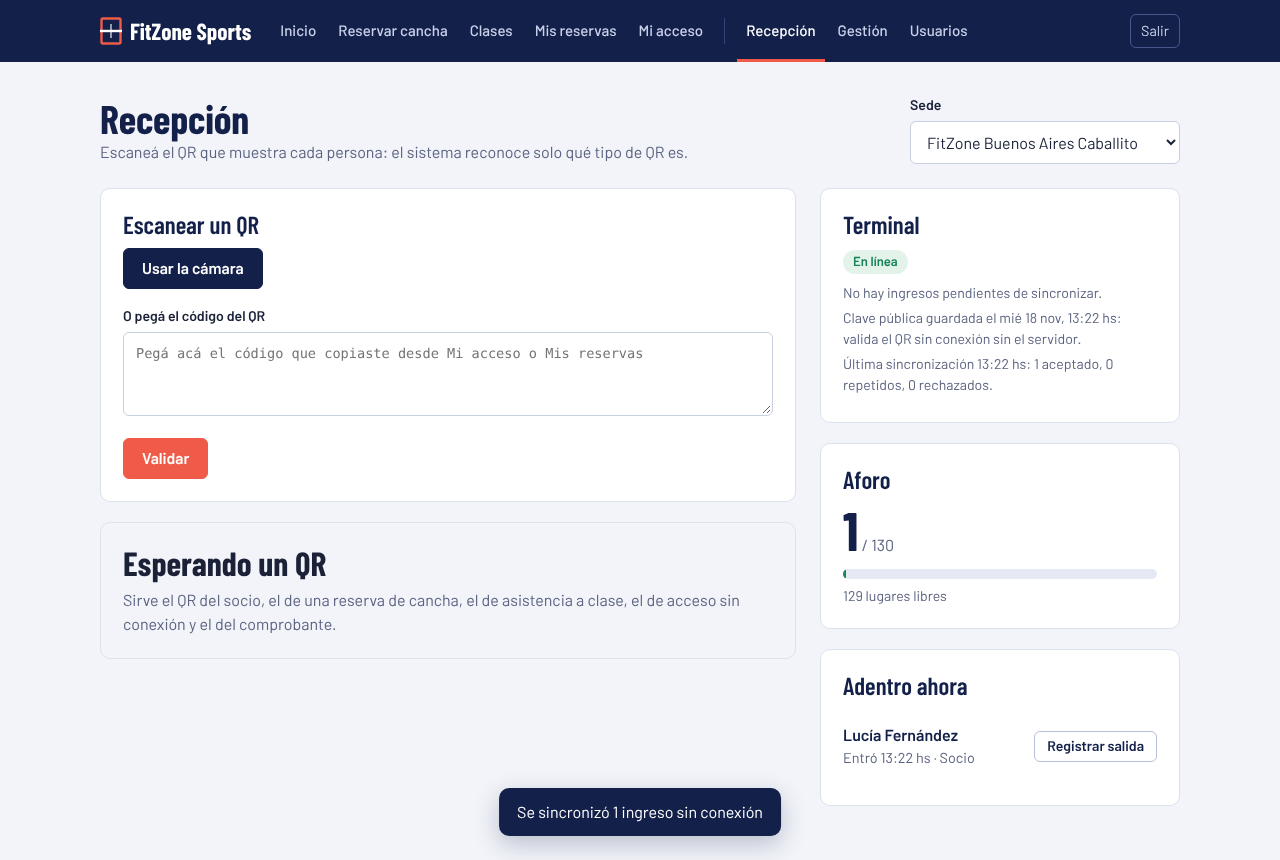 FitZone Sports
Inicio
Reservar cancha
Clases
Mis reservas
Mi acceso
Recepción
Gestión
Usuarios
Salir
Recepción
Escaneá el QR que muestra cada persona: el sistema reconoce solo qué tipo de QR es.
Sede
FitZone Buenos Aires Caballito
Escanear un QR
Usar la cámara
O pegá el código del QR
Pegá acá el código que copiaste desde Mi acceso o Mis reservas
Validar
Esperando un QR
Sirve el QR del socio, el de una reserva de cancha, el de asistencia a clase, el de acceso sin
conexión y el del comprobante.
Terminal
En línea
No hay ingresos pendientes de sincronizar.
Clave pública guardada el mié 18 nov, 13:22 hs:
valida el QR sin conexión sin el servidor.
Última sincronización 13:22 hs: 1 aceptado, 0
repetidos, 0 rechazados.
Aforo
1 / 130
129 lugares libres
Adentro ahora
Lucía Fernández
Entró 13:22 hs · Socio
Registrar salida
Se sincronizó 1 ingreso sin conexión